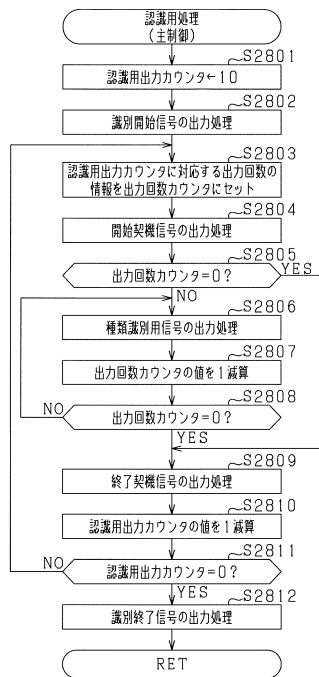 認識用処理
(主制御)
S2801
認識用出力カウンタ←10
S2802
識別開始信号の出力処理
S2803
認識用出力カウンタに対応する出力回数の
情報を出力回数カウンタにセット
S2804
開始契機信号の出力処理
S2805
出力回数カウンタ=0?
YES
NO
S2806
種類識別用信号の出力処理
S2807
出力回数カウンタの値を1減算
S2808
NO
出力回数カウンタ=0?
YES
S2809
終了契機信号の出力処理
S2810
認識用出力カウンタの値を1減算
S2811
NO
認識用出力カウンタ=0?
YES
S2812
識別終了信号の出力処理
RET